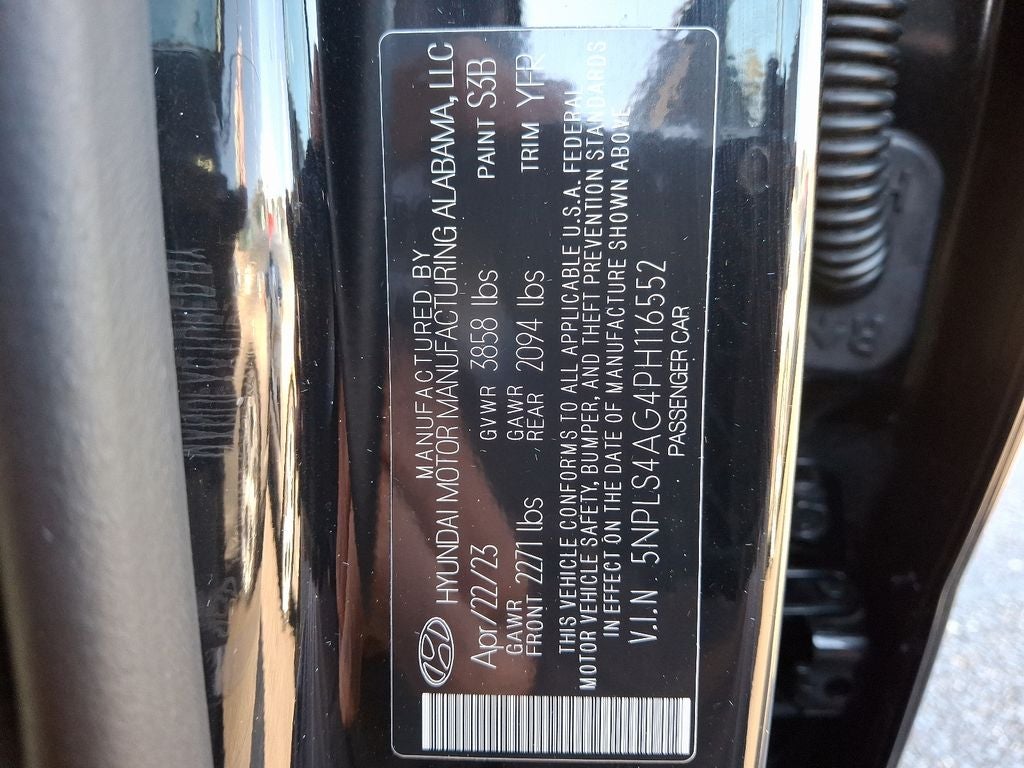 MANUFACTURED BY
HYUNDAI MOTOR MANUFACTURING ALABAMA, LLC
Apr/22/23 GVWR 3858 lbs PAINT S3B
GAWR FRONT 2271 lbs GAWR REAR 2094 lbs TRIM YFR
THIS VEHICLE CONFORMS TO ALL APPLICABLE U.S.A. FEDERAL
MOTOR VEHICLE SAFETY, BUMPER, AND THEFT PREVENTION STANDARDS
IN EFFECT ON THE DATE OF MANUFACTURE SHOWN ABOVE
V.I.N 5NPLS4AG4PH116552
PASSENGER CAR